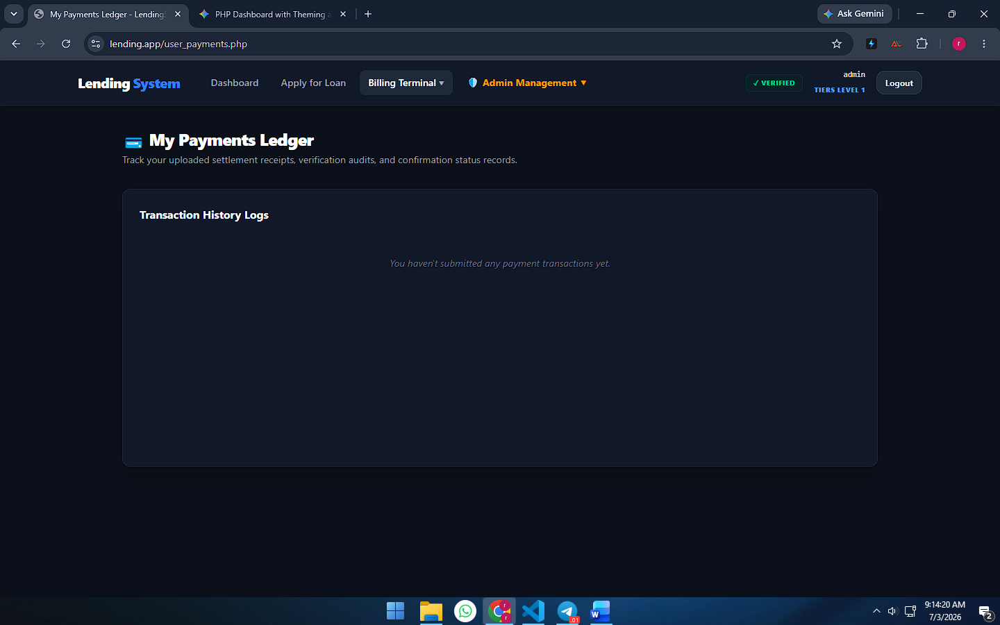 My Payments Ledger - Lending
PHP Dashboard with Theming
Ask Gemini
lending.app/user_payments.php
r
Lending System
Dashboard
Apply for Loan
Billing Terminal ▾
Admin Management ▼
✓ VERIFIED
admin
TIERS LEVEL 1
Logout
My Payments Ledger
Track your uploaded settlement receipts, verification audits, and confirmation status records.
Transaction History Logs
You haven't submitted any payment transactions yet.
r
r
.01
W
9:14:20 AM
7/3/2026
2